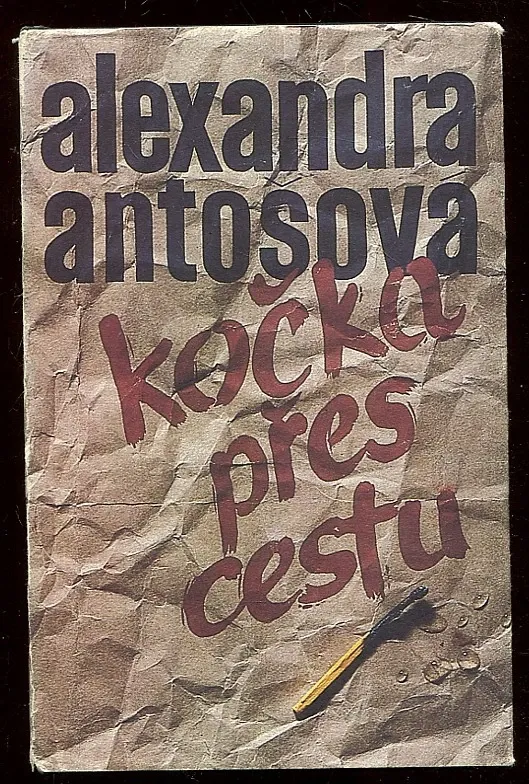 alexandra
antošova
kočka
přes
cestu